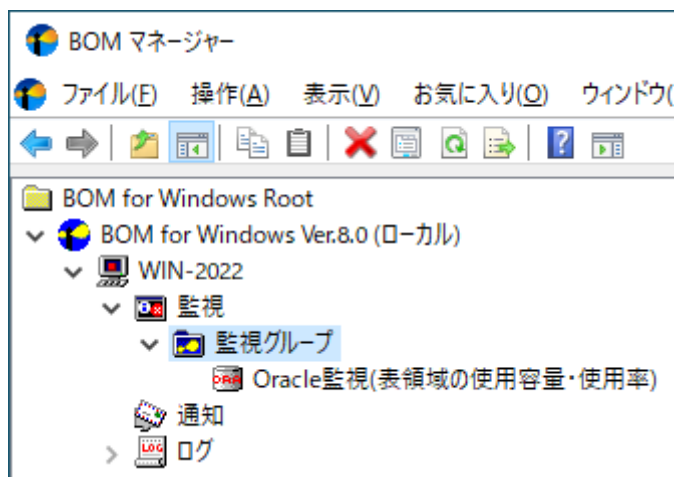 BOM マネージャー
ファイル(F) 操作(A) 表示(V) お気に入り(O) ウィンドウ(
BOM for Windows Root
BOM for Windows Ver.8.0 (ローカル)
WIN-2022
監視
監視グループ
Oracle監視(表領域の使用容量・使用率)
通知
LOG ログ